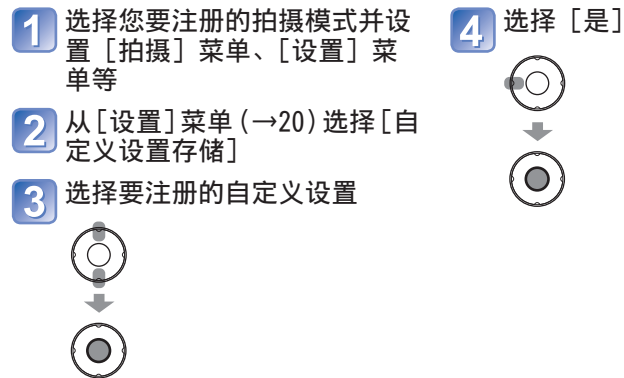 1 选择您要注册的拍摄模式并设
置［拍摄］菜单、［设置］菜
单等
2 从［设置］菜单（→20）选择［自
定义设置存储］
3 选择要注册的自定义设置
4 选择［是］